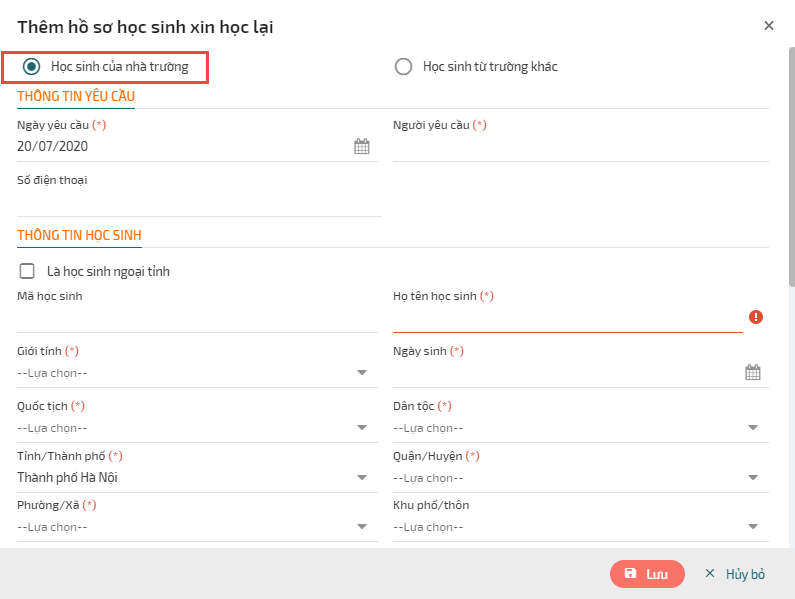 Thêm hồ sơ học sinh xin học lại
Học sinh của nhà trường
Học sinh từ trường khác
THÔNG TIN YÊU CẦU
Ngày yêu cầu (*)
Người yêu cầu (*)
20/07/2020
Số điện thoại
THÔNG TIN HỌC SINH
Là học sinh ngoại tỉnh
Mã học sinh
Họ tên học sinh (*)
Giới tính (*)
Ngày sinh (*)
--Lựa chọn--
Quốc tịch (*)
Dân tộc (*)
--Lựa chọn--
--Lựa chọn--
Tỉnh/Thành phố (*)
Quận/Huyện (*)
Thành phố Hà Nội
--Lựa chọn--
Phường/Xã (*)
Khu phố/thôn
--Lựa chọn--
--Lựa chọn--
Lưu
Hủy bỏ